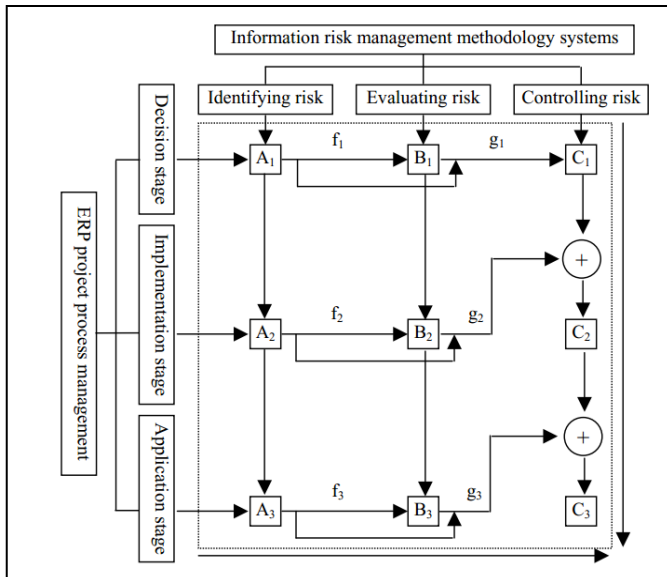 Information risk management methodology systems
Identifying risk
Evaluating risk
Controlling risk
ERP project process management
Decision stage
A₁
f₁
B₁
g₁
C₁
+
Implementation stage
A₂
f₂
B₂
g₂
C₂
+
Application stage
A₃
f₃
B₃
g₃
C₃